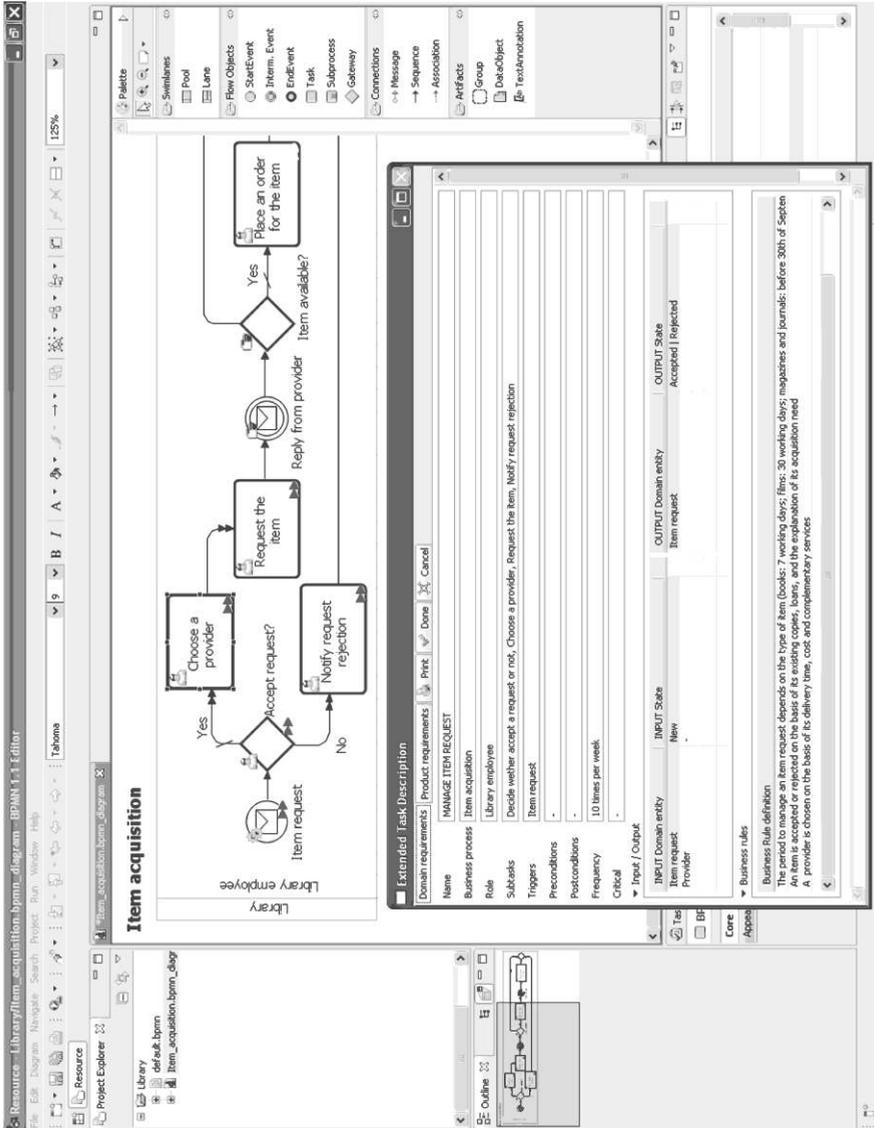 Resource - Library/Item_acquisition.bpmn_diagram - BPMN 1.1 Editor
File Edit Diagram Navigate Search Project Run Window Help
Tahoma 9 B I A 125%
Resource
Project Explorer
Library
default.bpmn
Item_acquisition.bpmn_diagr
Outline
*Item_acquisition.bpmn_diagram
Item acquisition
Library
Library employee
Item request
Accept request?
Yes
No
Choose a
provider
Notify request
rejection
Request the
item
Reply from provider
Item available?
Yes
Place an order
for the item
Palette
Swimlanes
Pool
Lane
Flow Objects
StartEvent
Interm. Event
EndEvent
Task
Subprocess
Gateway
Connections
Message
Sequence
Association
Artifacts
Group
DataObject
TextAnnotation
Tas
BP
Core
Appea
Extended Task Description
Domain requirements Product requirements Print Done Cancel
Name MANAGE ITEM REQUEST
Business process Item acquisition
Role Library employee
Subtasks Decide wether accept a request or not, Choose a provider, Request the item, Notify request rejection
Triggers Item request
Preconditions -
Postconditions -
Frequency 10 times per week
Critical -
Input / Output
INPUT Domain entity INPUT State OUTPUT Domain entity OUTPUT State
Item request New Item request Accepted | Rejected
Provider -
Business rules
Business Rule definition
The period to manage an item request depends on the type of item (books: 7 working days; films: 30 working days; magazines and journals: before 30th of Septen
An item is accepted or rejected on the basis of its existing copies, loans, and the explanation of its acquisition need
A provider is chosen on the basis of its delivery time, cost and complementary services